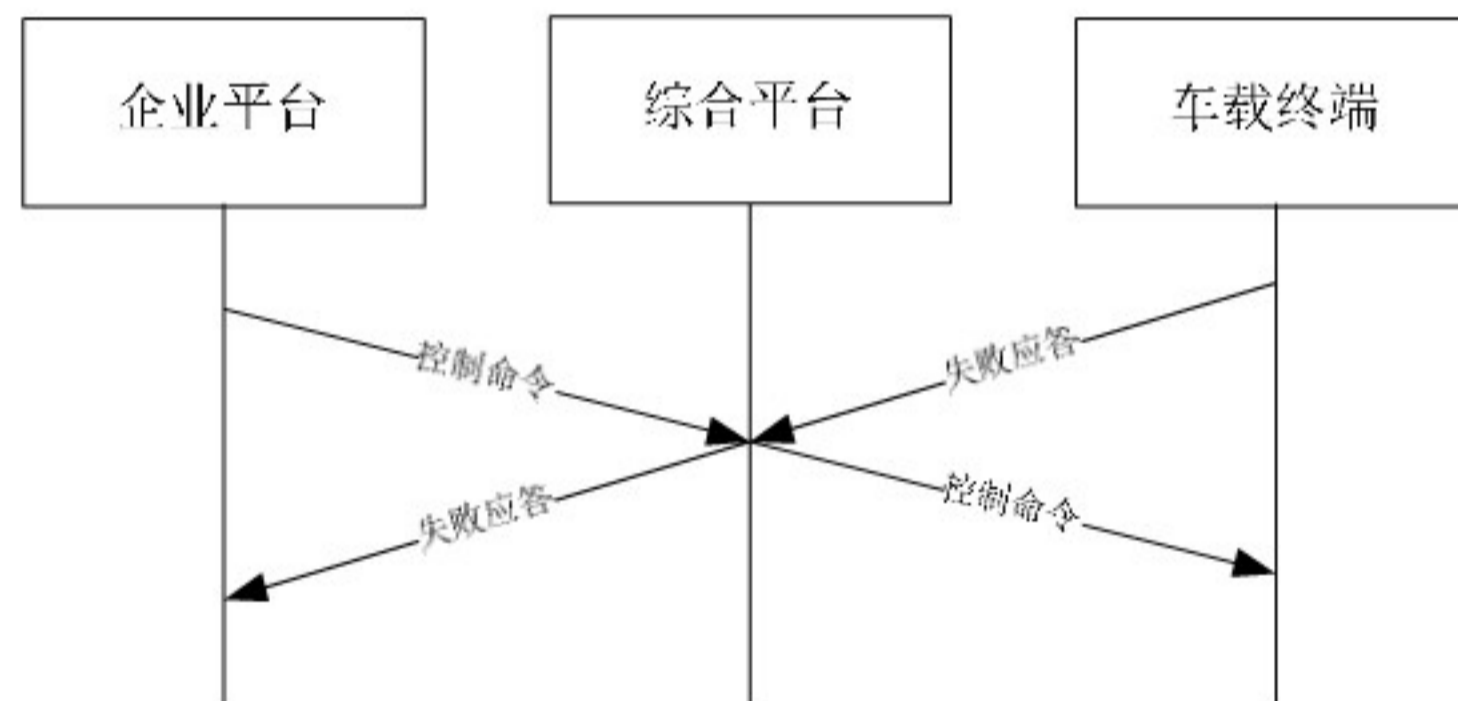 企业平台
综合平台
车载终端
控制命令
失败应答
失败应答
控制命令